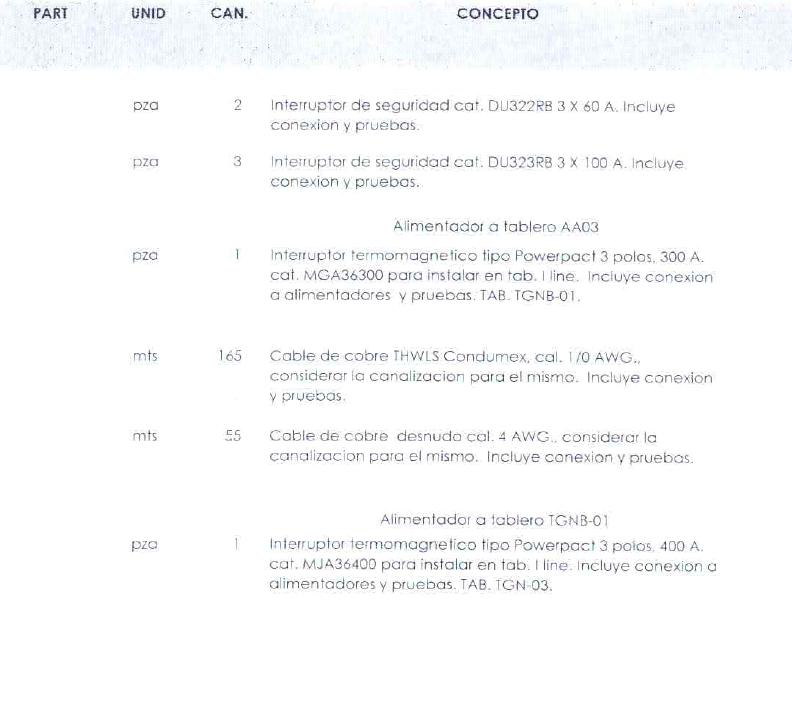 PART UNID CAN. CONCEPTO
pza 2 Interruptor de seguridad cat. DU322RB 3 X 60 A. Incluye
conexion y pruebas.
pza 3 Interruptor de seguridad cat. DU323RB 3 X 100 A. Incluye
conexion y pruebas.
Alimentador a tablero AA03
pza 1 Interruptor termomagnetico tipo Powerpact 3 polos, 300 A.
cat. MGA36300 para instalar en tab. I line. Incluye conexion
a alimentadores y pruebas. TAB. TGNB-01.
mts 165 Cable de cobre THWLS Condumex, cal. 1/0 AWG.,
considerar la canalizacion para el mismo. Incluye conexion
y pruebas.
mts 55 Cable de cobre desnudo cal. 4 AWG., considerar la
canalizacion para el mismo. Incluye conexion y pruebas.
Alimentador a tablero TGNB-01
pza 1 Interruptor termomagnetico tipo Powerpact 3 polos, 400 A.
cat. MJA36400 para instalar en tab. I line. Incluye conexion a
alimentadores y pruebas. TAB. TGN-03.